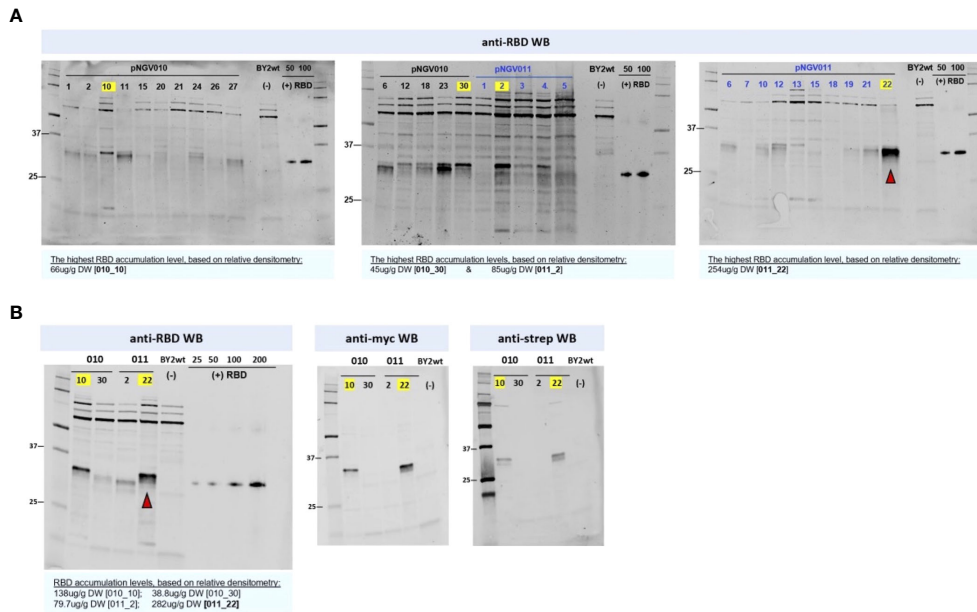 A
anti-RBD WB
pNGV010 BY2wt 50 100
1 2 10 11 15 20 21 24 26 27 (-) (+) RBD
37
25
The highest RBD accumulation level, based on relative densitometry:
66ug/g DW [010_10]
pNGV010 pNGV011 BY2wt 50 100
6 12 18 23 30 1 2 3 4 5 (-) (+) RBD
37
25
The highest RBD accumulation levels, based on relative densitometry:
45ug/g DW [010_30] & 85ug/g DW [011_2]
pNGV011 BY2wt 50 100
6 7 10 12 13 15 18 19 21 22 (-) (+) RBD
37
25
The highest RBD accumulation level, based on relative densitometry:
254ug/g DW [011_22]
B
anti-RBD WB
010 011 BY2wt 25 50 100 200
10 30 2 22 (-) (+) RBD
37
25
RBD accumulation levels, based on relative densitometry:
138ug/g DW [010_10]; 38.8ug/g DW [010_30]
79.7ug/g DW [011_2]; 282ug/g DW [011_22]
anti-myc WB
010 011 BY2wt
10 30 2 22 (-)
37
25
anti-strep WB
010 011 BY2wt
10 30 2 22 (-)
37
25